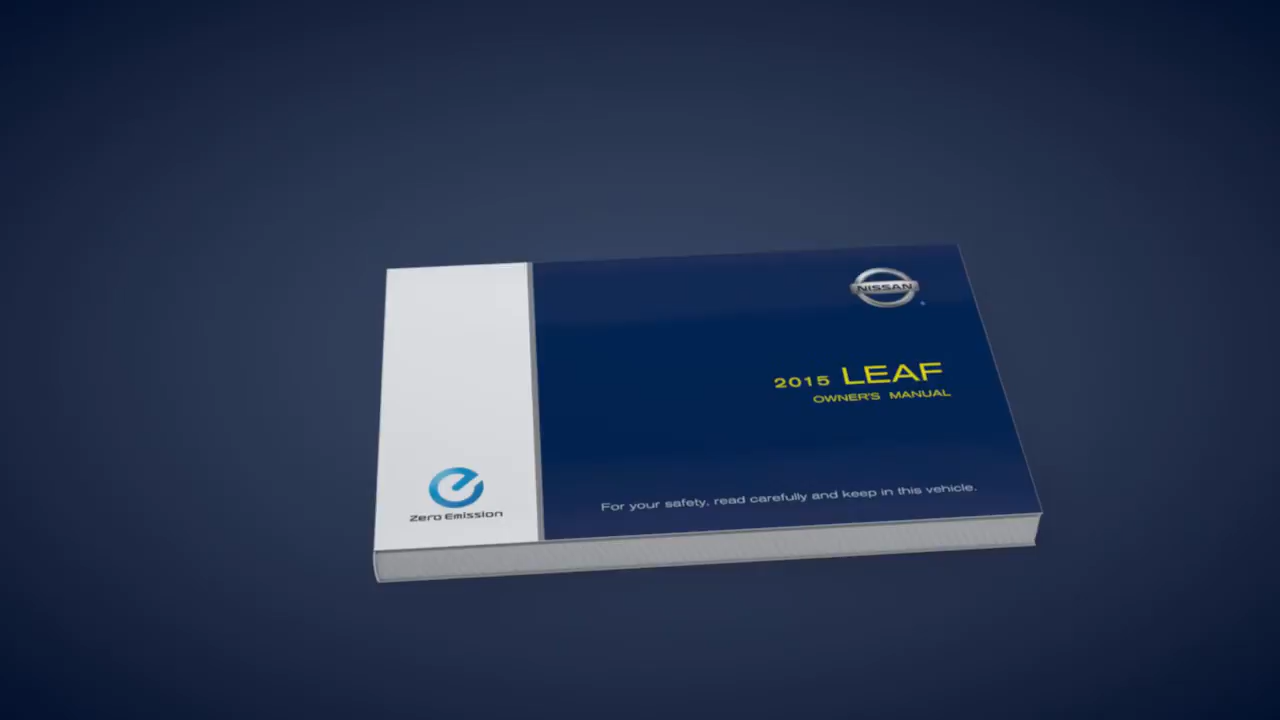 NISSAN
2015 LEAF
OWNER'S MANUAL
For your safety, read carefully and keep in this vehicle.
Zero Emission